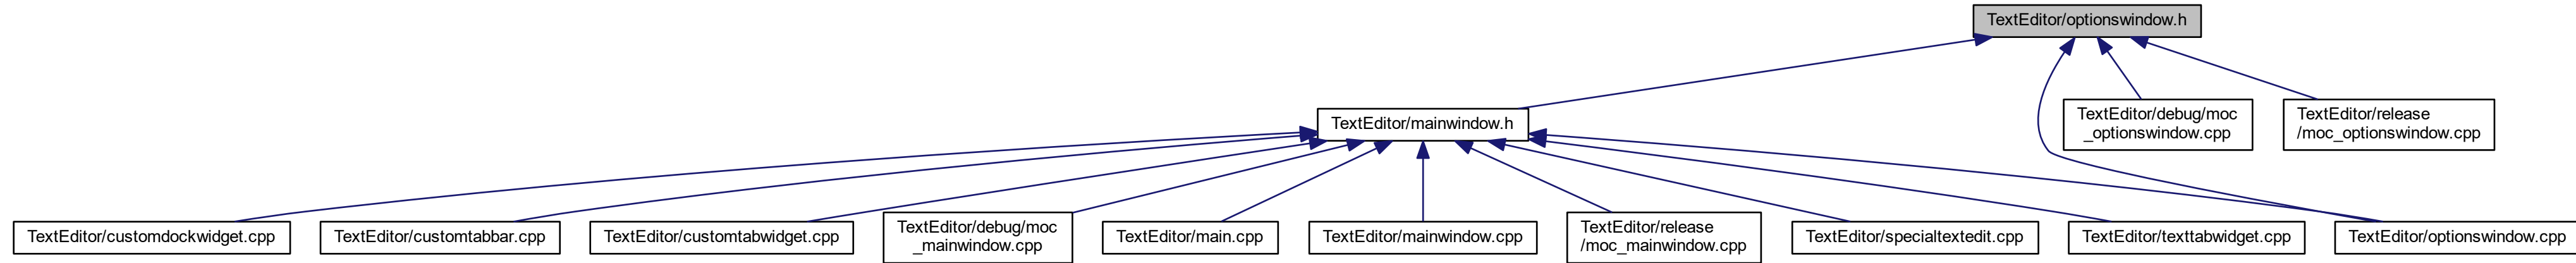 TextEditor/optionswindow.h
TextEditor/mainwindow.h
TextEditor/debug/moc
_optionswindow.cpp
TextEditor/release
/moc_optionswindow.cpp
TextEditor/customdockwidget.cpp
TextEditor/customtabbar.cpp
TextEditor/customtabwidget.cpp
TextEditor/debug/moc
_mainwindow.cpp
TextEditor/main.cpp
TextEditor/mainwindow.cpp
TextEditor/release
/moc_mainwindow.cpp
TextEditor/specialtextedit.cpp
TextEditor/texttabwidget.cpp
TextEditor/optionswindow.cpp